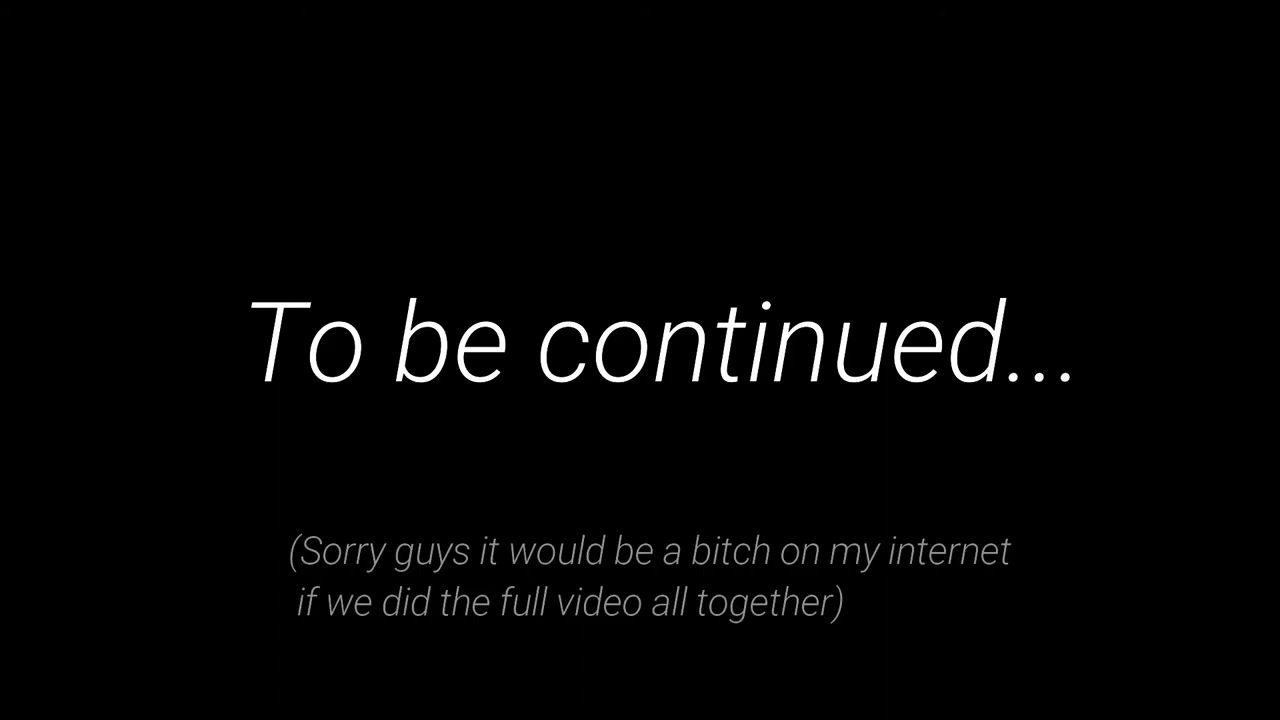 To be continued...
(Sorry guys it would be a bitch on my internet
if we did the full video all together)